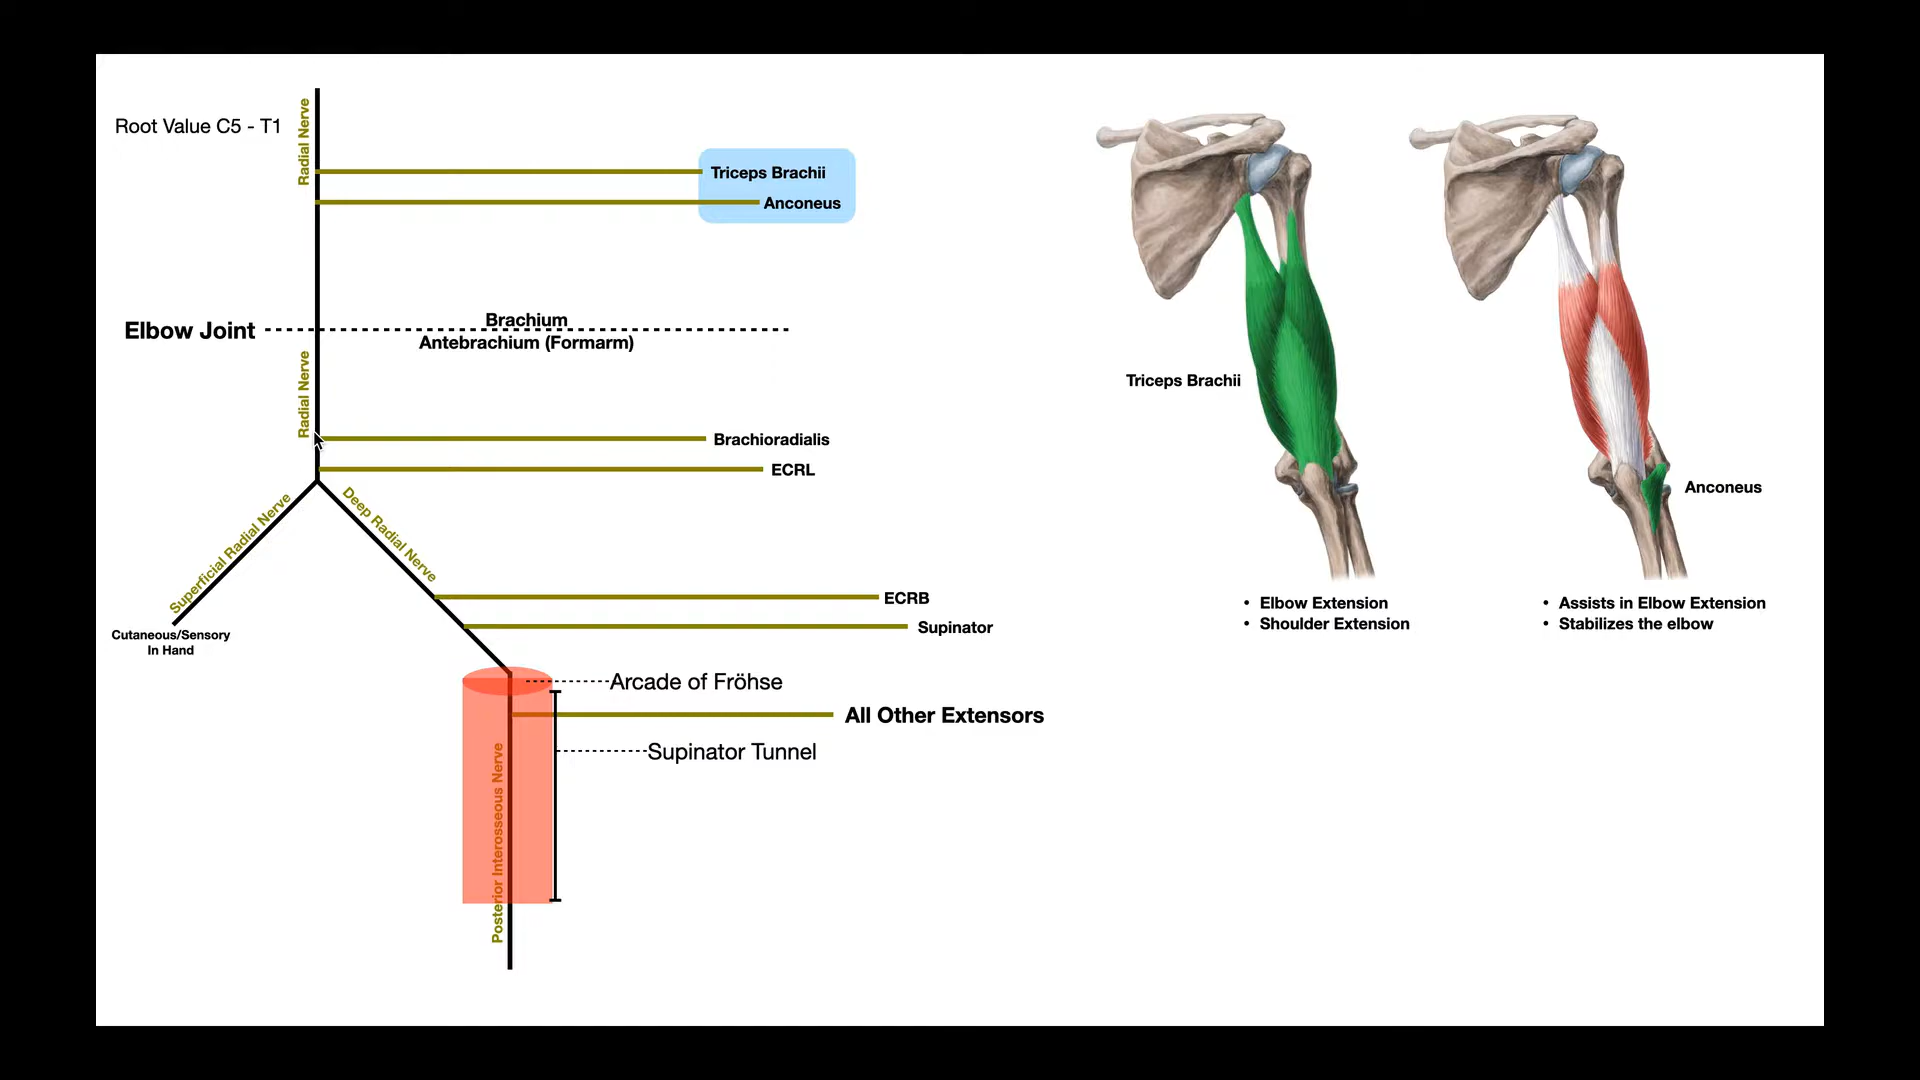 Root Value C5 - T1
Radial Nerve
Triceps Brachii
Anconeus
Elbow Joint
Brachium
Antebrachium (Formarm)
Radial Nerve
Brachioradialis
ECRL
Superficial Radial Nerve
Deep Radial Nerve
Cutaneous/Sensory
In Hand
ECRB
Supinator
Arcade of Fröhse
All Other Extensors
Supinator Tunnel
Posterior Interosseous Nerve
Triceps Brachii
Anconeus
• Elbow Extension
• Shoulder Extension
• Assists in Elbow Extension
• Stabilizes the elbow